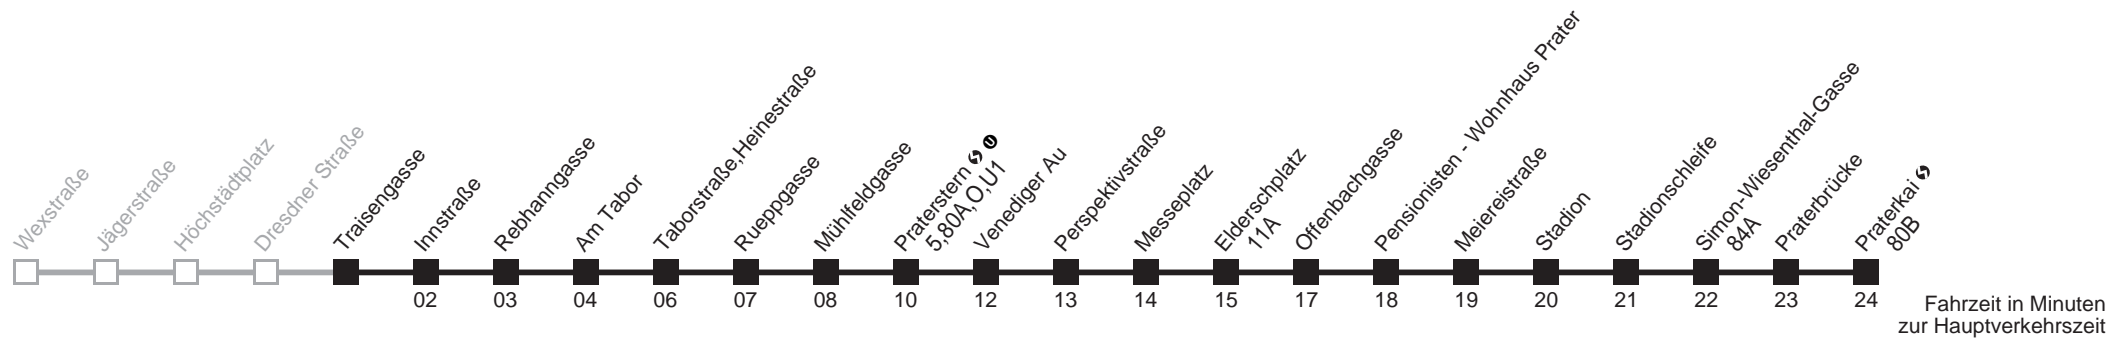 Wexstraße
Jägerstraße
Höchstädtplatz
Dresdner Straße
Traisengasse
Innstraße
Rebhanngasse
Am Tabor
Taborstraße,Heinestraße
Rueppgasse
Mühlfeldgasse
Praterstern S U
5,80A,O,U1
Venediger Au
Perspektivstraße
Messeplatz
Elderschplatz
11A
Offenbachgasse
Pensionisten - Wohnhaus Prater
Meiereistraße
Stadion
Stadionschleife
Simon-Wiesenthal-Gasse
84A
Praterbrücke
Praterkai S
80B
02 03 04 06 07 08 10 12 13 14 15 17 18 19 20 21 22 23 24
Fahrzeit in Minuten
zur Hauptverkehrszeit